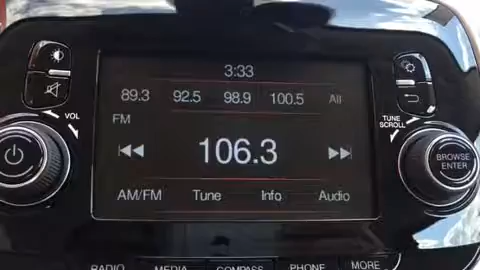 3:33
89.3 92.5 98.9 100.5 All
FM
106.3
AM/FM Tune Info Audio
VOL
TUNE
SCROLL
BROWSE
ENTER
RADIO MEDIA COMPASS PHONE MORE